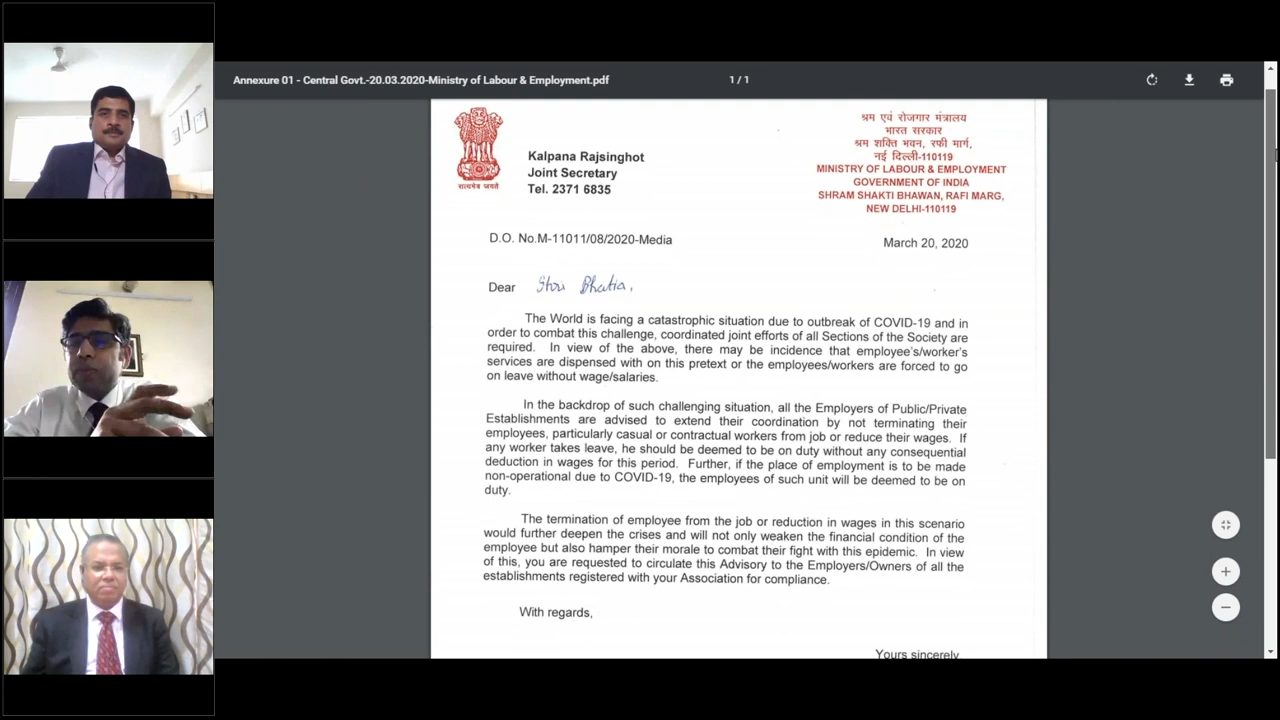 Annexure 01 - Central Govt.-20.03.2020-Ministry of Labour & Employment.pdf
1 / 1
सत्यमेव जयते
Kalpana Rajsinghot
Joint Secretary
Tel. 2371 6835
श्रम एवं रोजगार मंत्रालय
भारत सरकार
श्रम शक्ति भवन, रफी मार्ग,
नई दिल्ली-110119
MINISTRY OF LABOUR & EMPLOYMENT
GOVERNMENT OF INDIA
SHRAM SHAKTI BHAWAN, RAFI MARG,
NEW DELHI-110119
D.O. No.M-11011/08/2020-Media
March 20, 2020
Dear Shri Bhatia,
The World is facing a catastrophic situation due to outbreak of COVID-19 and in
order to combat this challenge, coordinated joint efforts of all Sections of the Society are
required. In view of the above, there may be incidence that employee's/worker's
services are dispensed with on this pretext or the employees/workers are forced to go
on leave without wage/salaries.
In the backdrop of such challenging situation, all the Employers of Public/Private
Establishments are advised to extend their coordination by not terminating their
employees, particularly casual or contractual workers from job or reduce their wages. If
any worker takes leave, he should be deemed to be on duty without any consequential
deduction in wages for this period. Further, if the place of employment is to be made
non-operational due to COVID-19, the employees of such unit will be deemed to be on
duty.
The termination of employee from the job or reduction in wages in this scenario
would further deepen the crises and will not only weaken the financial condition of the
employee but also hamper their morale to combat their fight with this epidemic. In view
of this, you are requested to circulate this Advisory to the Employers/Owners of all the
establishments registered with your Association for compliance.
With regards,
Yours sincerely,